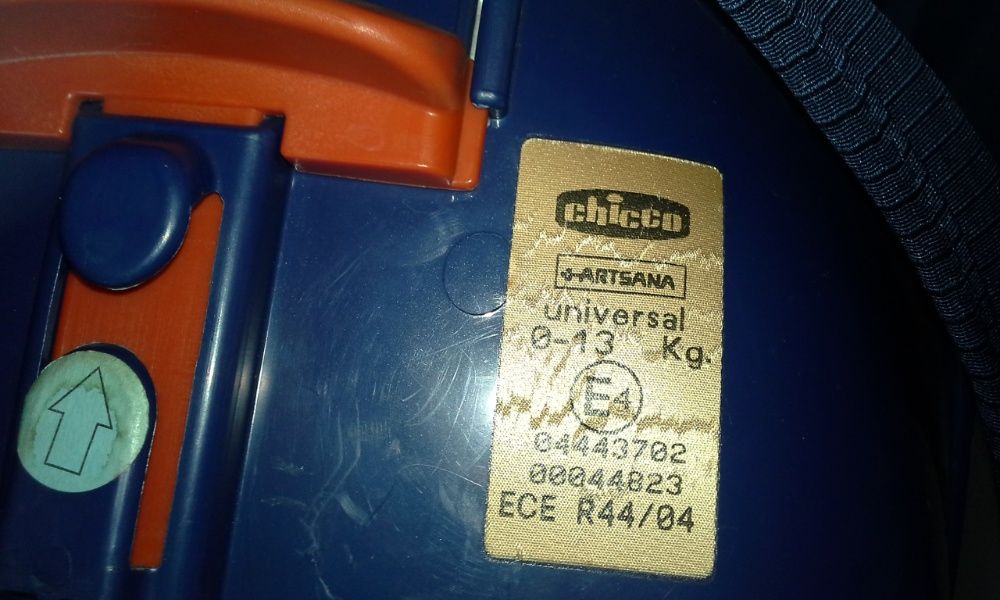 chicco
ARTSANA
universal
0-13 Kg.
E4
04443702
00044823
ECE R44/04